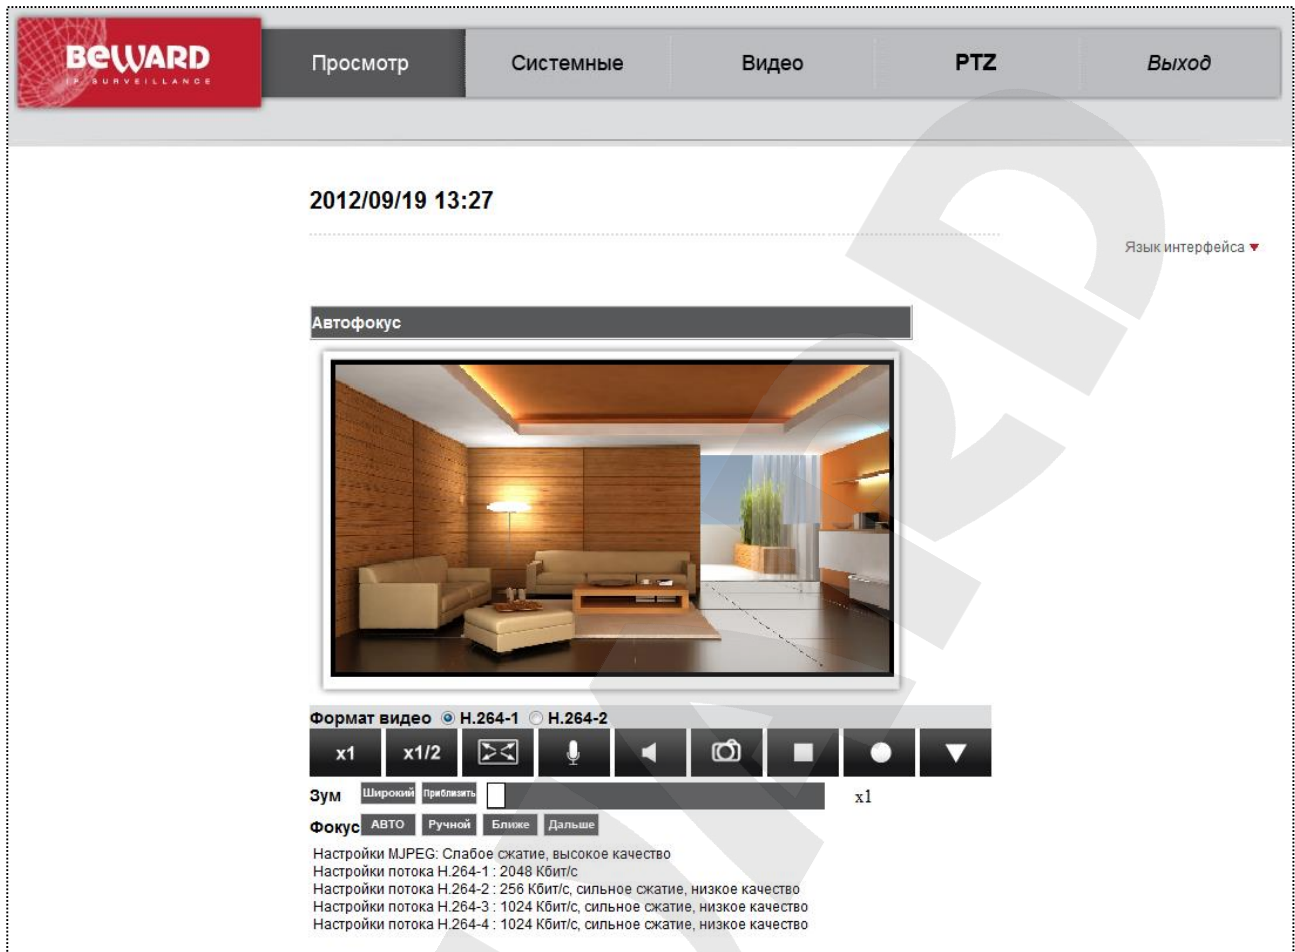 BEWARD
IP SURVEILLANCE
Просмотр
Системные
Видео
PTZ
Выход
2012/09/19 13:27
Язык интерфейса
Автофокус
Формат видео H.264-1 H.264-2
x1 x1/2
Зум Широкий Приблизить x1
Фокус АВТО Ручной Ближе Дальше
Настройки MJPEG: Слабое сжатие, высокое качество
Настройки потока H.264-1 : 2048 Кбит/с
Настройки потока H.264-2 : 256 Кбит/с, сильное сжатие, низкое качество
Настройки потока H.264-3 : 1024 Кбит/с, сильное сжатие, низкое качество
Настройки потока H.264-4 : 1024 Кбит/с, сильное сжатие, низкое качество